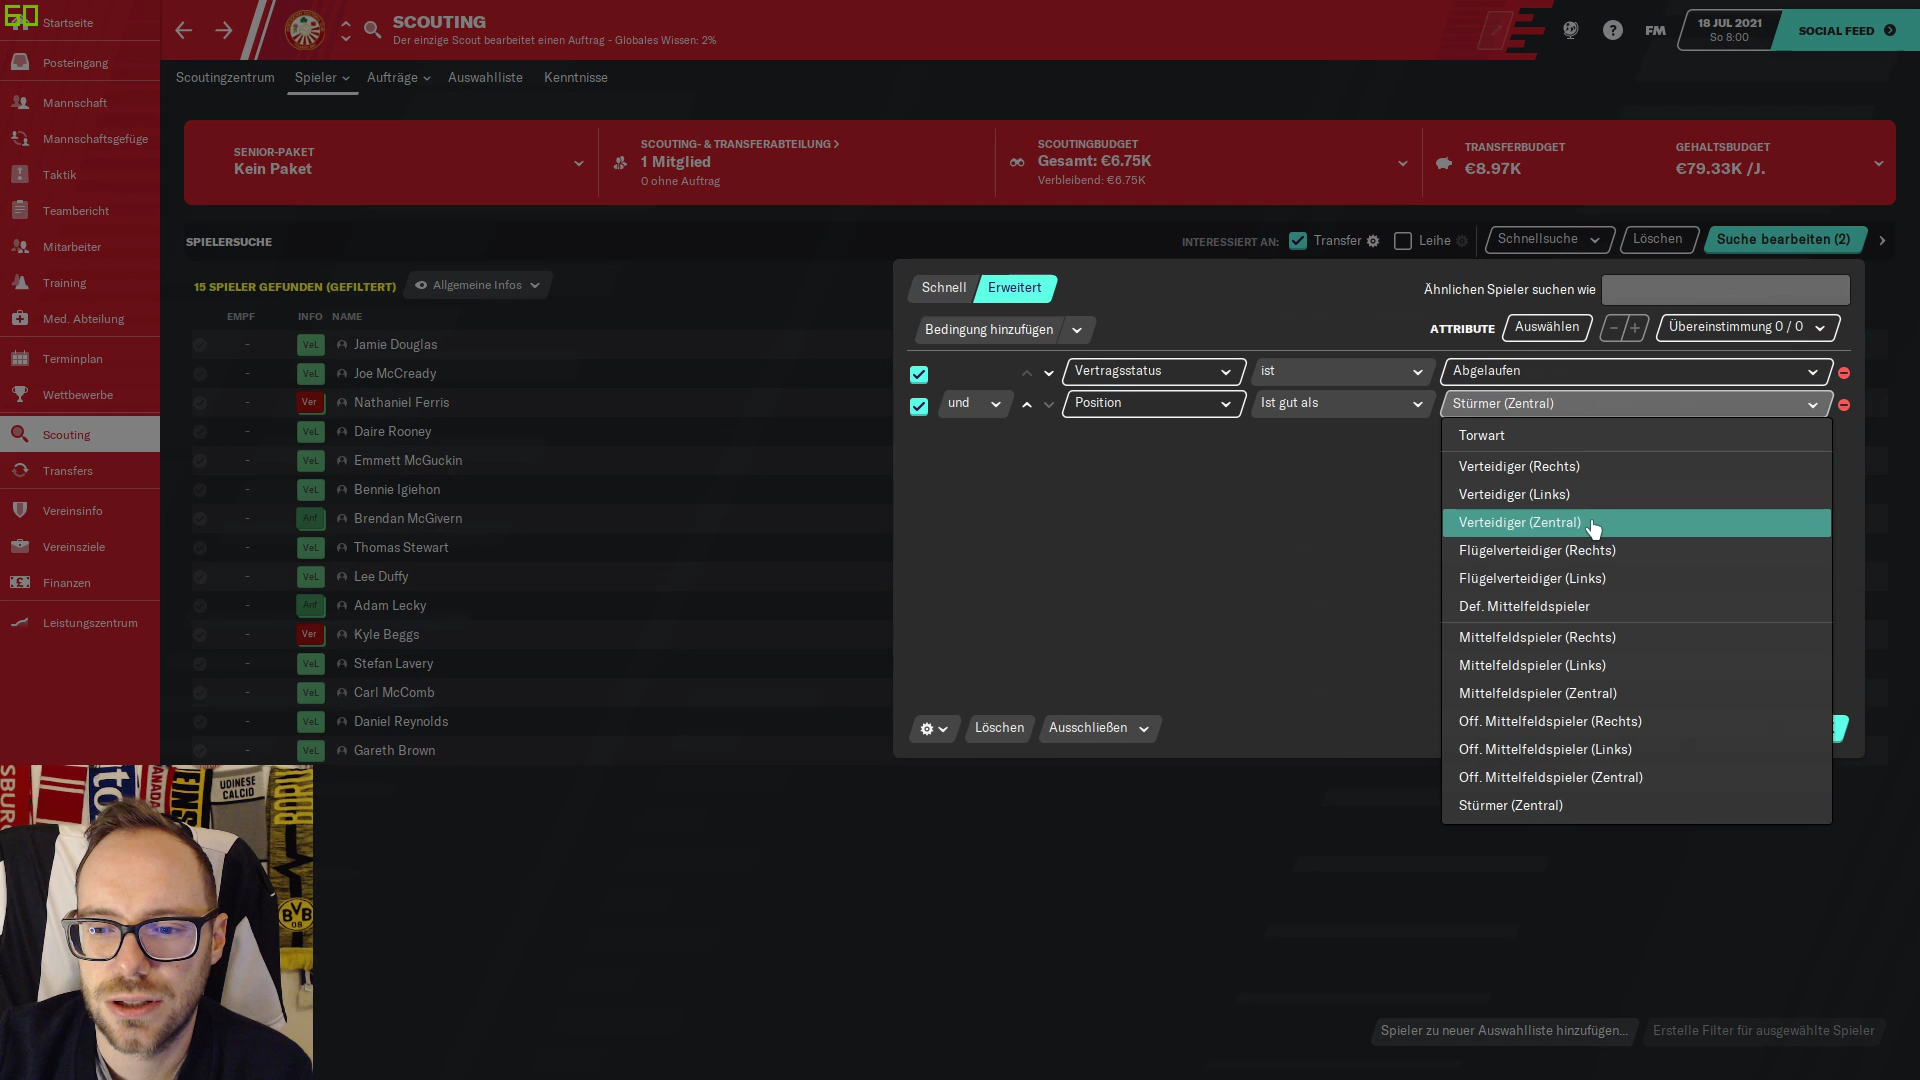 60
Startseite
Posteingang
Mannschaft
Mannschaftsgefüge
Taktik
Teambericht
Mitarbeiter
Training
Med. Abteilung
Terminplan
Wettbewerbe
Scouting
Transfers
Vereinsinfo
Vereinsziele
Finanzen
Leistungszentrum
SCOUTING
Der einzige Scout bearbeitet einen Auftrag - Globales Wissen: 2%
FM
18 JUL 2021
So 8:00
SOCIAL FEED
Scoutingzentrum Spieler Aufträge Auswahlliste Kenntnisse
SENIOR-PAKET
Kein Paket
SCOUTING- & TRANSFERABTEILUNG
1 Mitglied
0 ohne Auftrag
SCOUTINGBUDGET
Gesamt: €6.75K
Verbleibend: €6.75K
TRANSFERBUDGET
€8.97K
GEHALTSBUDGET
€79.33K /J.
SPIELERSUCHE
INTERESSIERT AN: Transfer Leihe Schnellsuche Löschen Suche bearbeiten (2)
15 SPIELER GEFUNDEN (GEFILTERT) Allgemeine Infos
EMPF INFO NAME
- VeL Jamie Douglas
- VeL Joe McCready
- Ver Nathaniel Ferris
- VeL Daire Rooney
- VeL Emmett McGuckin
- VeL Bennie Igiehon
- Anf Brendan McGivern
- VeL Thomas Stewart
- VeL Lee Duffy
- Anf Adam Lecky
- Ver Kyle Beggs
- VeL Stefan Lavery
- VeL Carl McComb
- VeL Daniel Reynolds
- VeL Gareth Brown
Schnell Erweitert
Ähnlichen Spieler suchen wie
Bedingung hinzufügen
ATTRIBUTE Auswählen - + Übereinstimmung 0 / 0
Vertragsstatus ist Abgelaufen
und Position Ist gut als Stürmer (Zentral)
Torwart
Verteidiger (Rechts)
Verteidiger (Links)
Verteidiger (Zentral)
Flügelverteidiger (Rechts)
Flügelverteidiger (Links)
Def. Mittelfeldspieler
Mittelfeldspieler (Rechts)
Mittelfeldspieler (Links)
Mittelfeldspieler (Zentral)
Off. Mittelfeldspieler (Rechts)
Off. Mittelfeldspieler (Links)
Off. Mittelfeldspieler (Zentral)
Stürmer (Zentral)
Löschen Ausschließen
Spieler zu neuer Auswahlliste hinzufügen... Erstelle Filter für ausgewählte Spieler
SBUR
to
ANADA
EINS
UDINESE
CALCIO
BORU
BVB
09